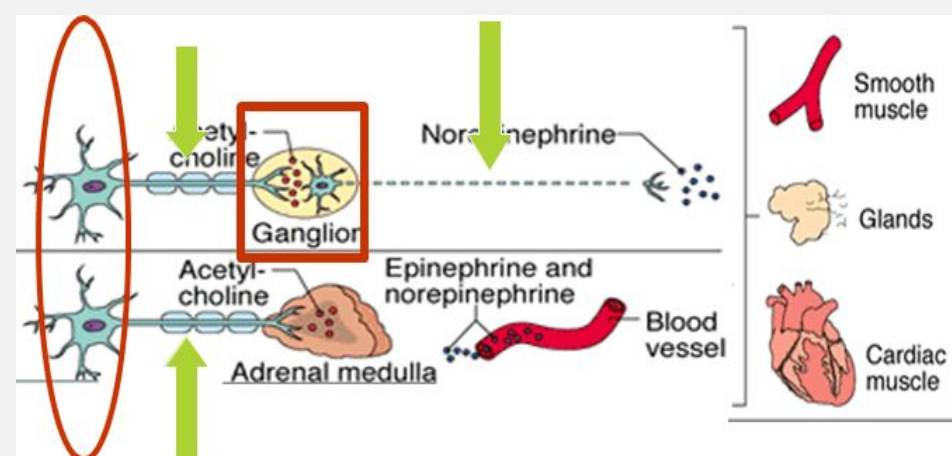 Acetyl-
choline
Norepinephrine
Ganglion
Smooth
muscle
Glands
Acetyl-
choline
Epinephrine and
norepinephrine
Blood
vessel
Adrenal medulla
Cardiac
muscle